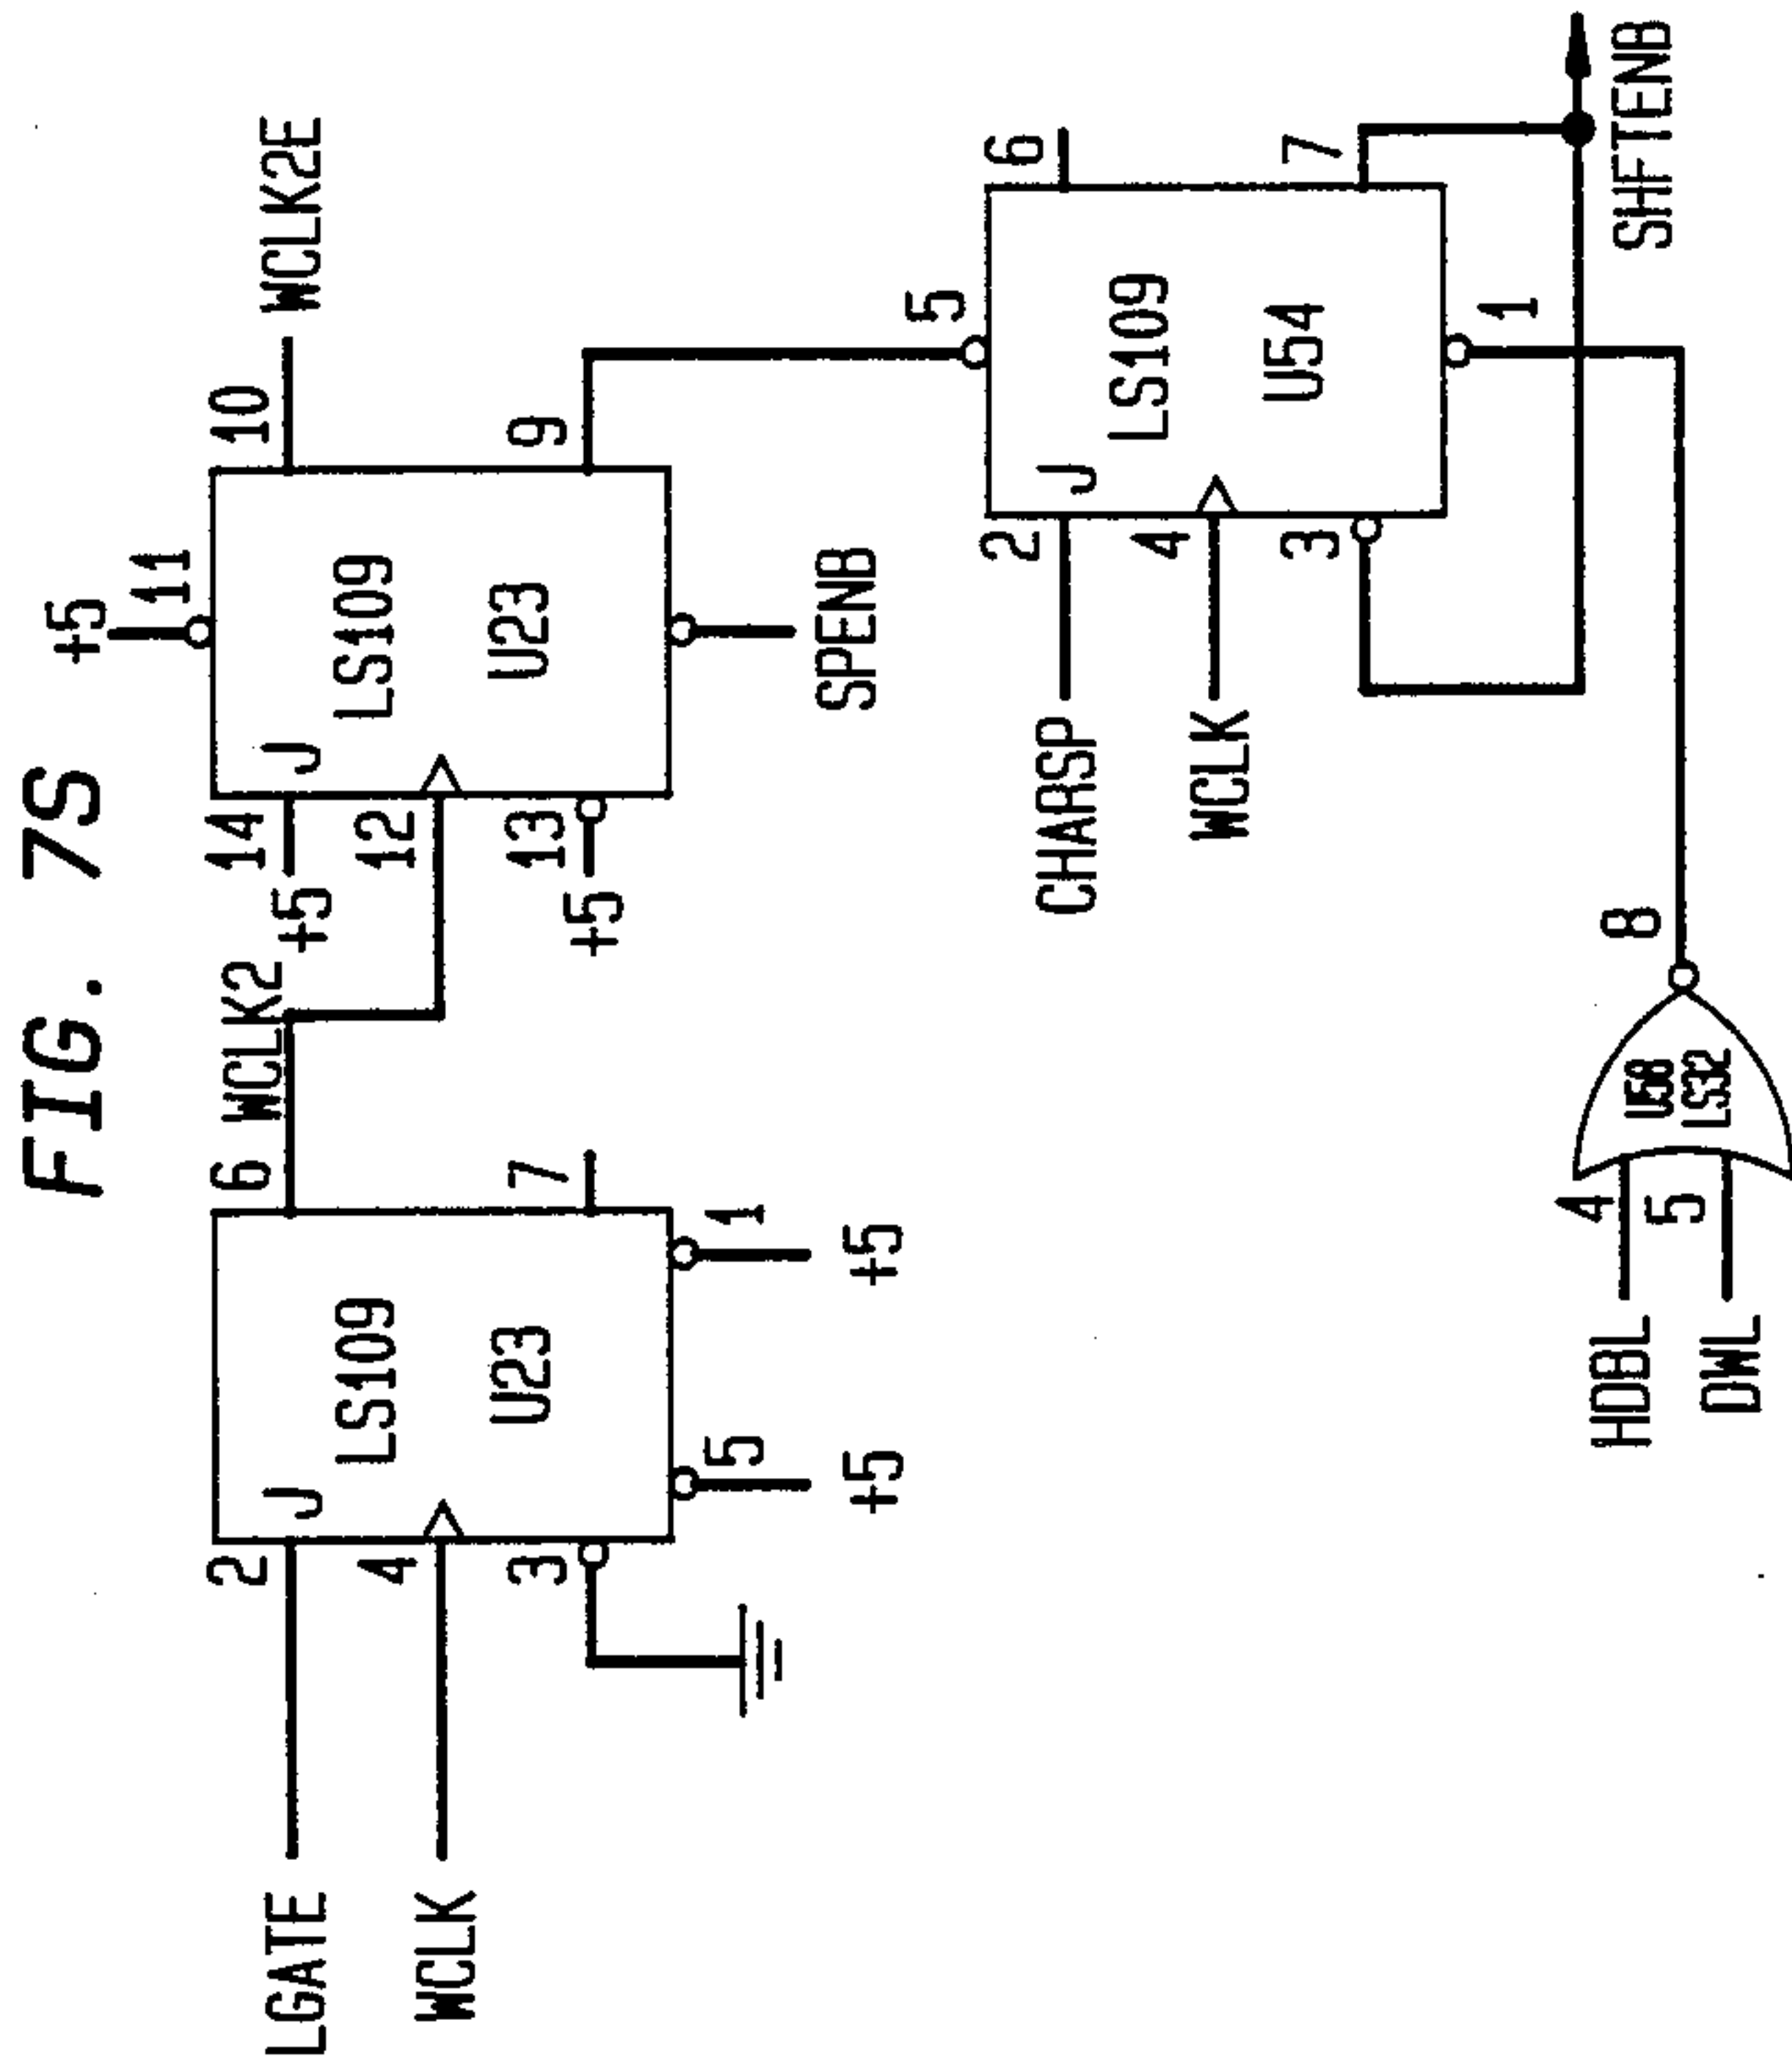 FIG. 7S
LGATE
WCLK
2
4
3
J
LS109
U23
5
+5
1
+5
6
7
WCLK2
+5
14
12
13
+5
+5
11
J
LS109
U23
10
9
WCLK2E
SPENB
CHARSP
WCLK
2
4
3
J
LS109
U54
5
6
7
1
SHFTENB
HDBL
DWL
4
5
U58
LS32
8